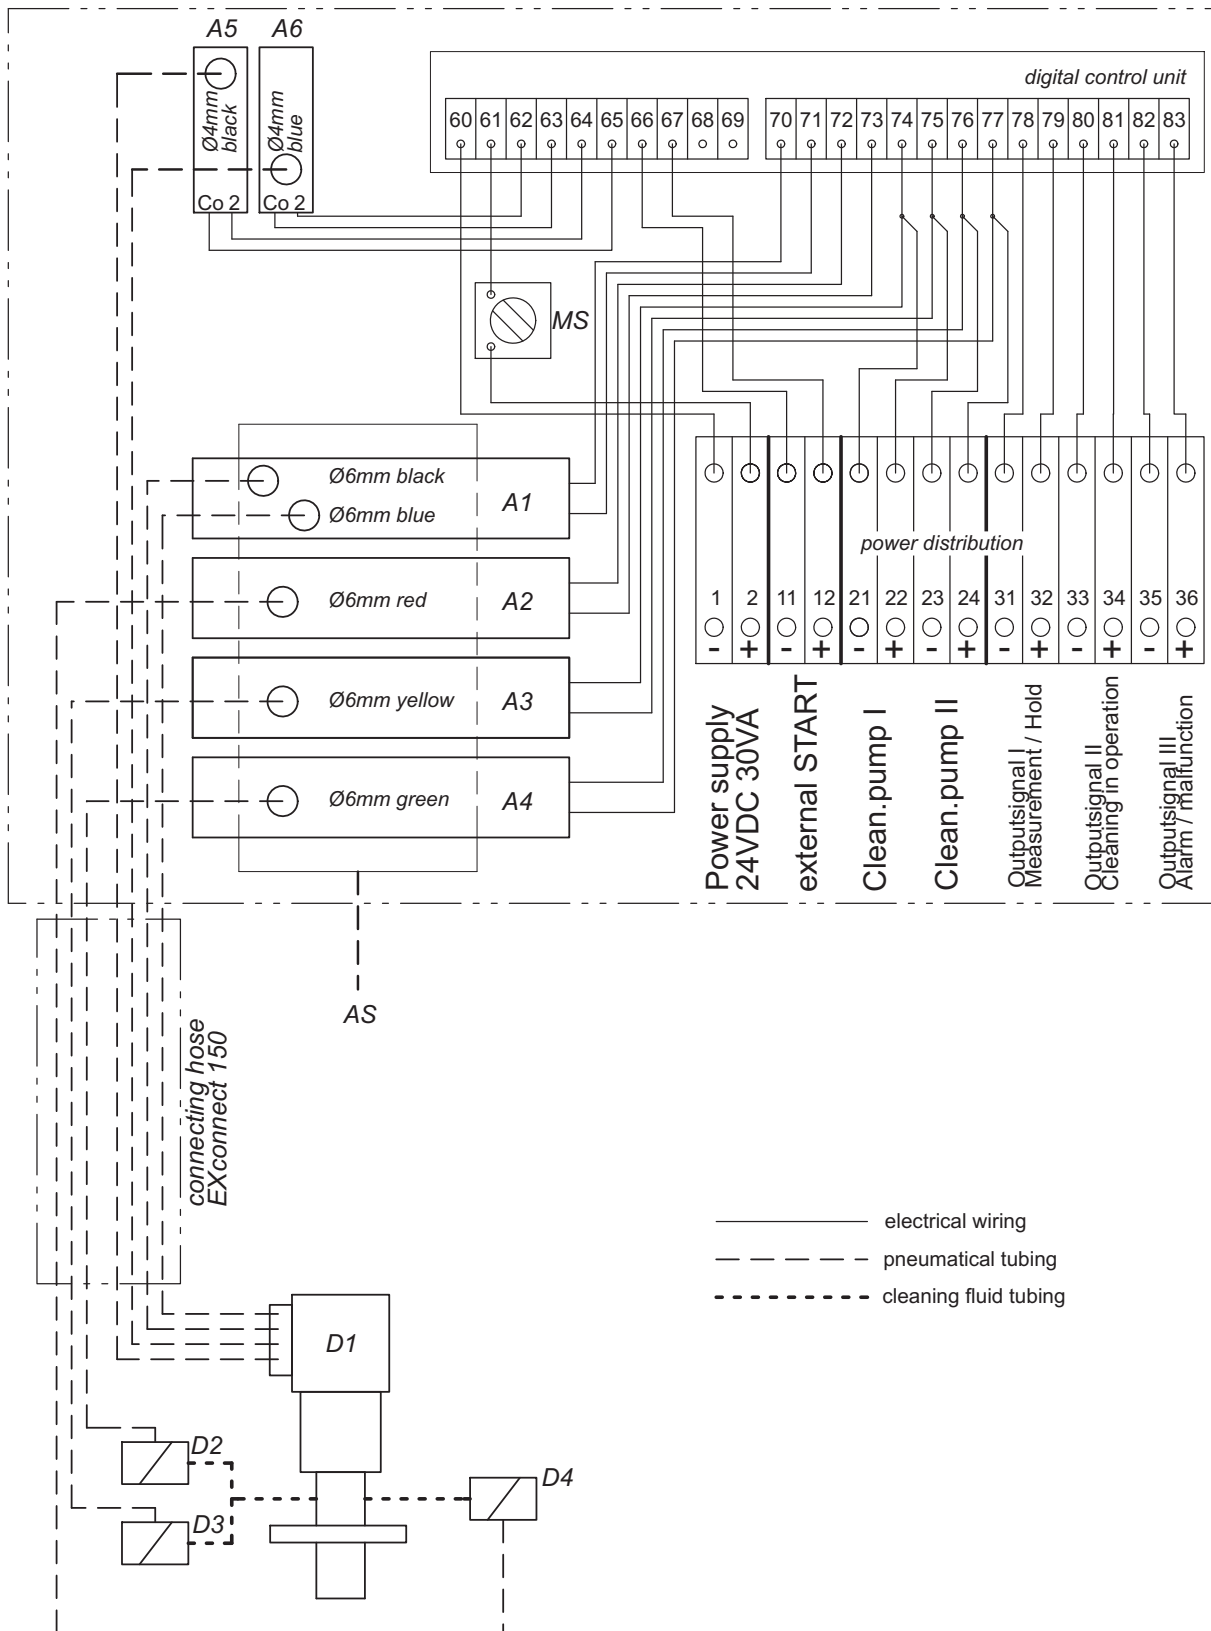 A5 A6
Ø4mm
black
Ø4mm
blue
Co 2 Co 2
digital control unit
60 61 62 63 64 65 66 67 68 69 70 71 72 73 74 75 76 77 78 79 80 81 82 83
MS
Ø6mm black
Ø6mm blue
A1
Ø6mm red A2
Ø6mm yellow A3
Ø6mm green A4
power distribution
1 2 11 12 21 22 23 24 31 32 33 34 35 36
- + - + - + - + - + - + - +
Power supply
24VDC 30VA
external START
Clean.pump I
Clean.pump II
Outputsignal I
Measurement / Hold
Outputsignal II
Cleaning in operation
Outputsignal III
Alarm / malfunction
AS
connecting hose
EXconnect 150
electrical wiring
pneumatical tubing
cleaning fluid tubing
D1
D2
D3
D4